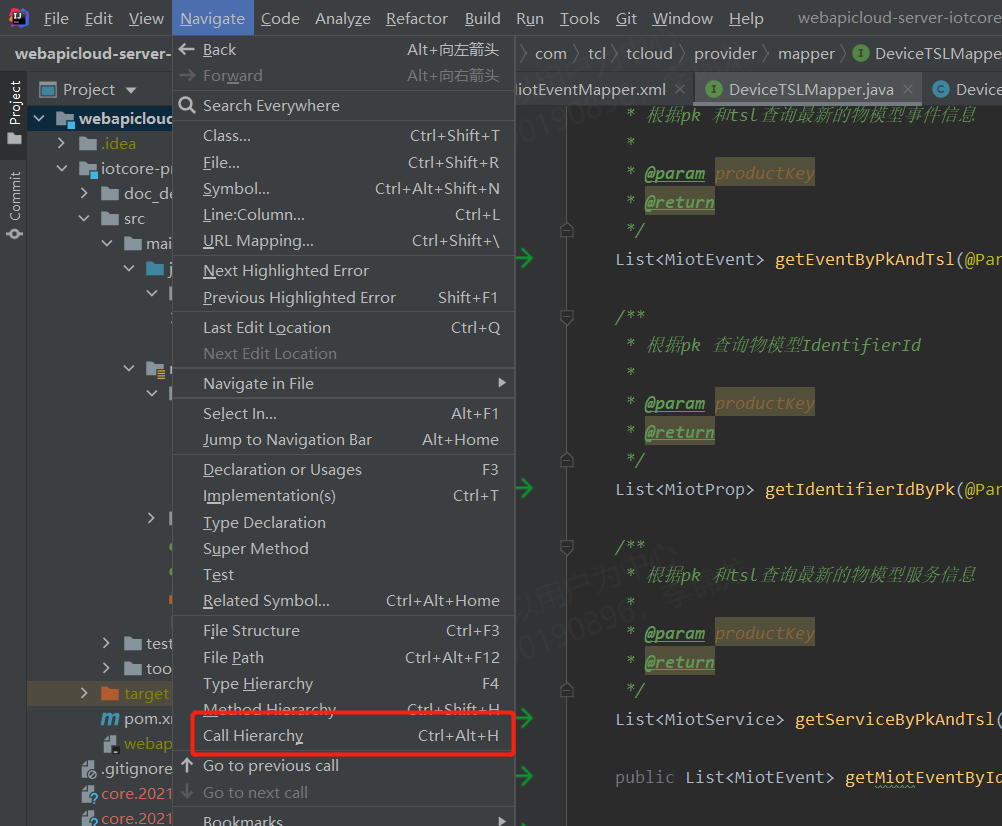 File Edit View Navigate Code Analyze Refactor Build Run Tools Git Window Help webapicloud-server-iotcore
webapicloud-server- com tcl tcloud provider mapper DeviceTSLMappe
Project
Commit
Project
webapicloud
.idea
iotcore-pr
doc_de
src
mai
j
test
too
target
pom.xm
webap
.gitignore
core.2021
core.2021
Back Alt+向左箭头
Forward Alt+向右箭头
Search Everywhere
Class... Ctrl+Shift+T
File... Ctrl+Shift+R
Symbol... Ctrl+Alt+Shift+N
Line:Column... Ctrl+L
URL Mapping... Ctrl+Shift+\
Next Highlighted Error
Previous Highlighted Error Shift+F1
Last Edit Location Ctrl+Q
Next Edit Location
Navigate in File
Select In... Alt+F1
Jump to Navigation Bar Alt+Home
Declaration or Usages F3
Implementation(s) Ctrl+T
Type Declaration
Super Method
Test
Related Symbol... Ctrl+Alt+Home
File Structure Ctrl+F3
File Path Ctrl+Alt+F12
Type Hierarchy F4
Method Hierarchy Ctrl+Shift+H
Call Hierarchy Ctrl+Alt+H
Go to previous call
Go to next call
Bookmarks
iotEventMapper.xml DeviceTSLMapper.java Device
* 根据pk 和tsl查询最新的物模型事件信息
*
* @param productKey
* @return
*/
List<MiotEvent> getEventByPkAndTsl(@Par
/**
* 根据pk 查询物模型IdentifierId
*
* @param productKey
* @return
*/
List<MiotProp> getIdentifierIdByPk(@Par
/**
* 根据pk 和tsl查询最新的物模型服务信息
*
* @param productKey
* @return
*/
List<MiotService> getServiceByPkAndTsl(
public List<MiotEvent> getMiotEventById